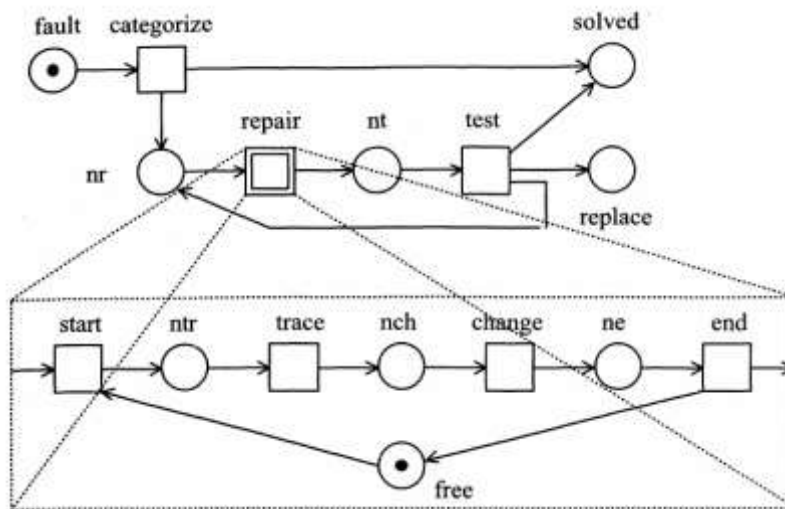 fault categorize solved
repair nt test
nr
replace
start ntr trace nch change ne end
free